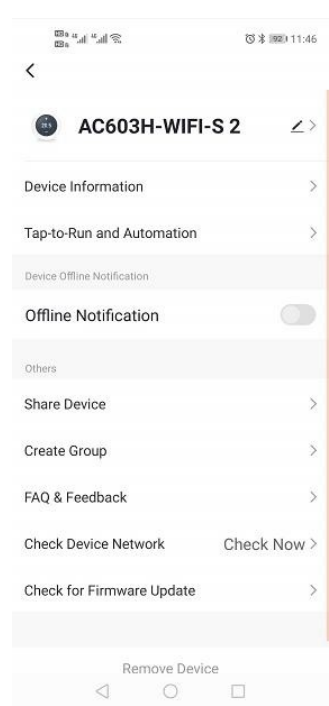 92 11:46
AC603H-WIFI-S 2
Device Information
Tap-to-Run and Automation
Device Offline Notification
Offline Notification
Others
Share Device
Create Group
FAQ & Feedback
Check Device Network Check Now
Check for Firmware Update
Remove Device